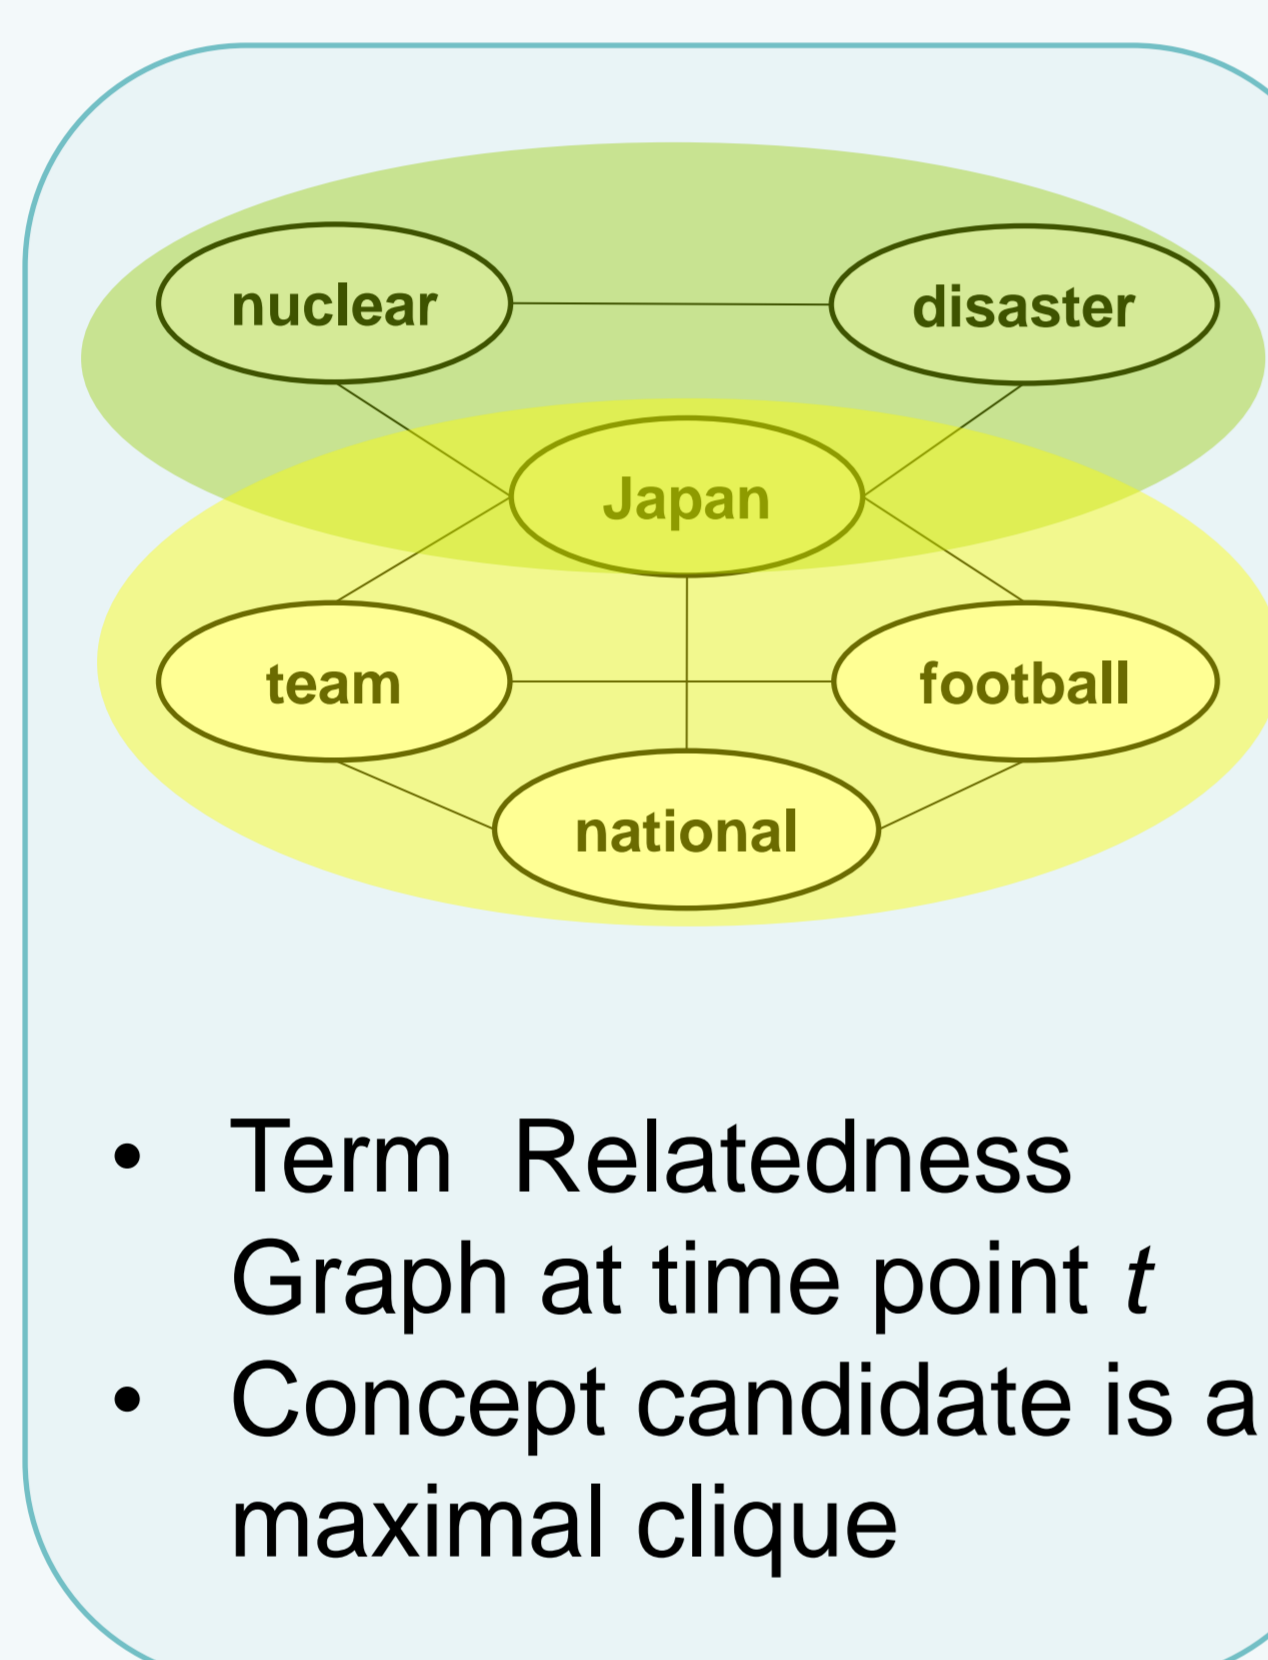 nuclear
disaster
Japan
team
football
national
• Term Relatedness
Graph at time point t
• Concept candidate is a
maximal clique